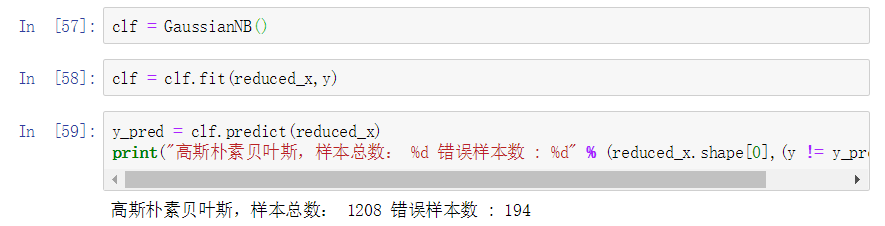 In [57]: clf = GaussianNB()
In [58]: clf = clf.fit(reduced_x,y)
In [59]: y_pred = clf.predict(reduced_x)
print("高斯朴素贝叶斯，样本总数： %d 错误样本数 : %d" % (reduced_x.shape[0],(y != y_pre
高斯朴素贝叶斯，样本总数： 1208 错误样本数 : 194